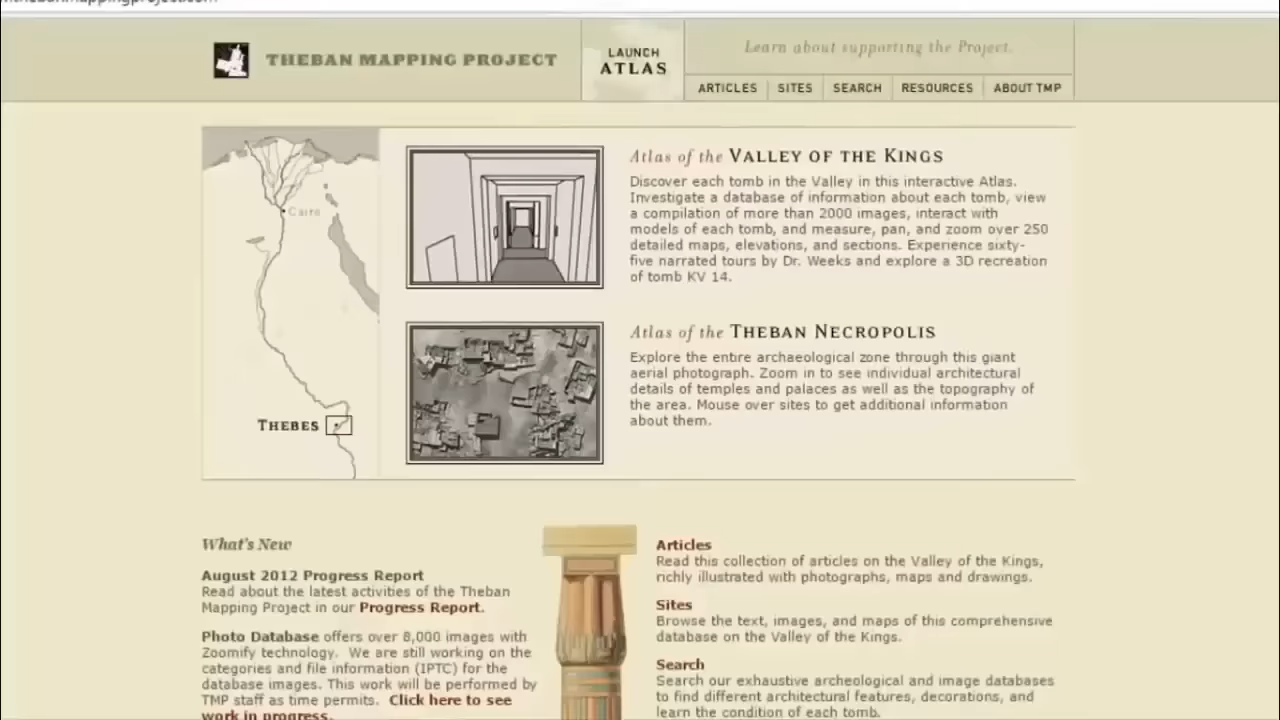 THEBAN MAPPING PROJECT
LAUNCH
ATLAS
Learn about supporting the Project.
ARTICLES SITES SEARCH RESOURCES ABOUT TMP
Cairo
THEBES
Atlas of the VALLEY OF THE KINGS
Discover each tomb in the Valley in this interactive Atlas.
Investigate a database of information about each tomb, view
a compilation of more than 2000 images, interact with
models of each tomb, and measure, pan, and zoom over 250
detailed maps, elevations, and sections. Experience sixty-
five narrated tours by Dr. Weeks and explore a 3D recreation
of tomb KV 14.
Atlas of the THEBAN NECROPOLIS
Explore the entire archaeological zone through this giant
aerial photograph. Zoom in to see individual architectural
details of temples and palaces as well as the topography of
the area. Mouse over sites to get additional information
about them.
What's New
August 2012 Progress Report
Read about the latest activities of the Theban
Mapping Project in our Progress Report.
Photo Database offers over 8,000 images with
Zoomify technology. We are still working on the
categories and file information (IPTC) for the
database images. This work will be performed by
TMP staff as time permits. Click here to see
work in progress.
Articles
Read this collection of articles on the Valley of the Kings,
richly illustrated with photographs, maps and drawings.
Sites
Browse the text, images, and maps of this comprehensive
database on the Valley of the Kings.
Search
Search our exhaustive archeological and image databases
to find different architectural features, decorations, and
learn the condition of each tomb.